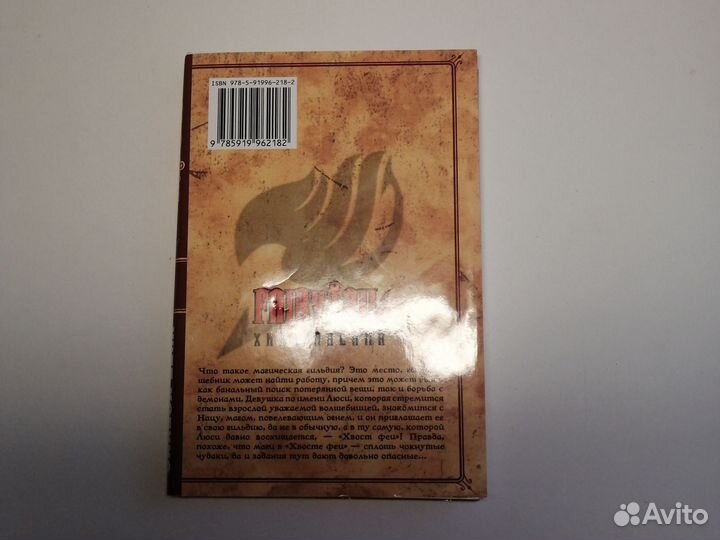 ISBN 978-5-91996-218-2
9 785919 962182
ХИРО МАСИМА
Что такое магическая гильдия? Это место, где
шебник может найти работу, причем это может
как банальный поиск потерянной вещи, так и борьба с
демонами. Девушка по имени Люси, которая стремится
стать взрослой уважаемой волшебницей, знакомится с
Нацу, магом, повелевающим огнем, и он приглашает ее
в свою гильдию, да не в обычную, а в ту самую, которой
Люси давно восхищается, — «Хвост феи»! Правда,
похоже, что маги в «Хвосте феи» — сплошь чокнутые
чуваки, да и задания тут дают довольно опасные...
Avito